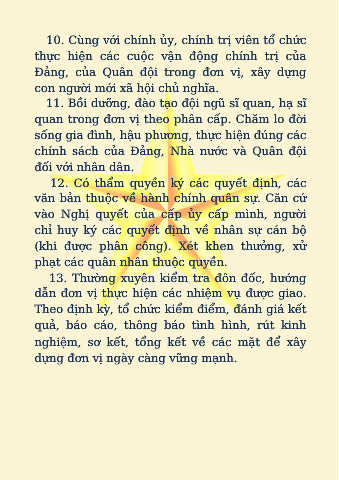 10. Cùng với chính ủy, chính trị viên tổ chức
thực hiện các cuộc vận động chính trị của
Đảng, của Quân đội trong đơn vị, xây dựng
con người mới xã hội chủ nghĩa.
11. Bồi dưỡng, đào tạo đội ngũ sĩ quan, hạ sĩ
quan trong đơn vị theo phân cấp. Chăm lo đời
sống gia đình, hậu phương, thực hiện đúng các
chính sách của Đảng, Nhà nước và Quân đội
đối với nhân dân.
12. Có thẩm quyền ký các quyết định, các
văn bản thuộc về hành chính quân sự. Căn cứ
vào Nghị quyết của cấp ủy cấp mình, người
chỉ huy ký các quyết định về nhân sự cán bộ
(khi được phân công). Xét khen thưởng, xử
phạt các quân nhân thuộc quyền.
13. Thường xuyên kiểm tra đôn đốc, hướng
dẫn đơn vị thực hiện các nhiệm vụ được giao.
Theo định kỳ, tổ chức kiểm điểm, đánh giá kết
quả, báo cáo, thông báo tình hình, rút kinh
nghiệm, sơ kết, tổng kết về các mặt để xây
dựng đơn vị ngày càng vững mạnh.